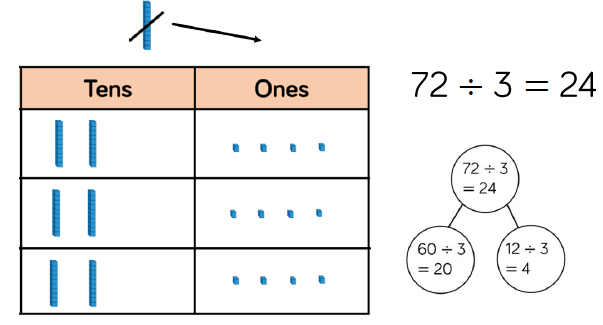 Tens Ones
72 ÷ 3 = 24
72 ÷ 3
= 24
60 ÷ 3
= 20
12 ÷ 3
= 4